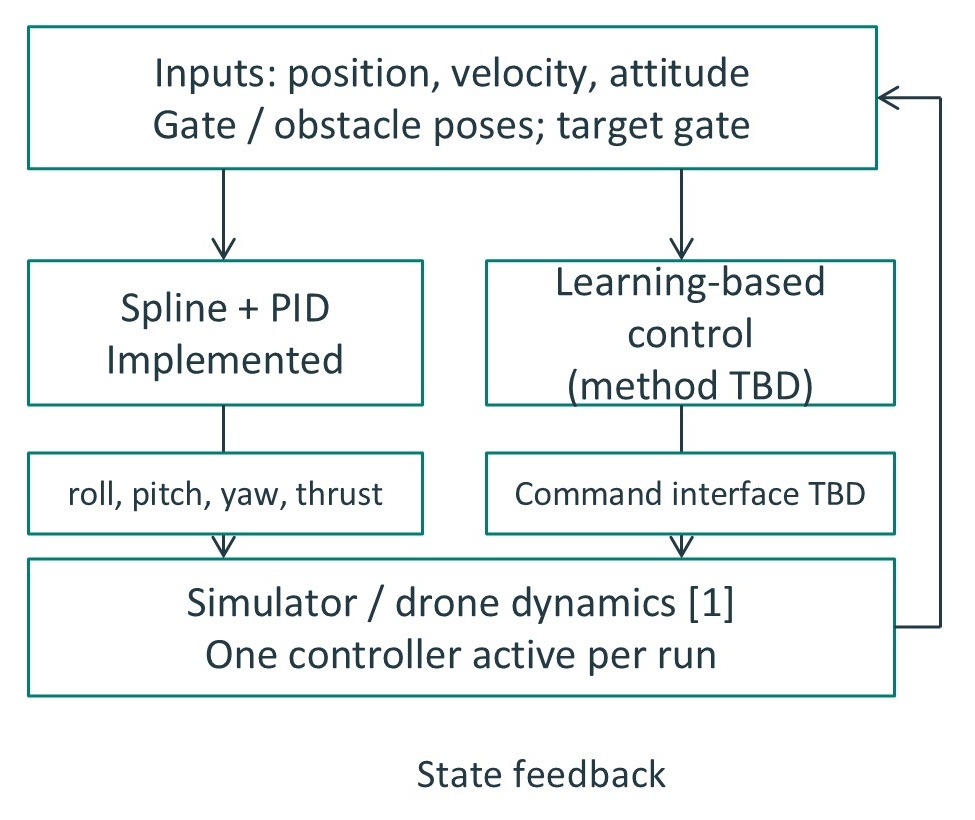 Inputs: position, velocity, attitude
Gate / obstacle poses; target gate
Spline + PID
Implemented
Learning-based
control
(method TBD)
roll, pitch, yaw, thrust
Command interface TBD
Simulator / drone dynamics [1]
One controller active per run
State feedback